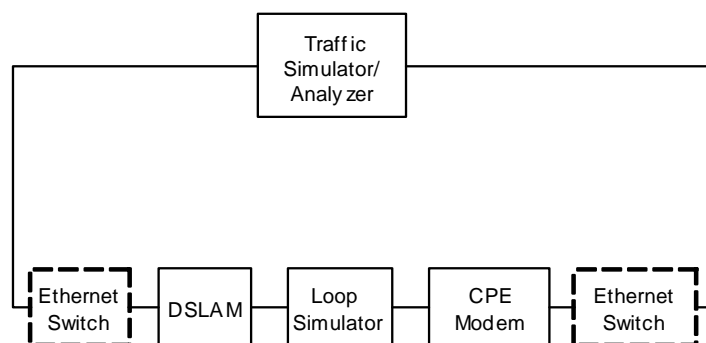 Traffic
Simulator/
Analyzer
Ethernet
Switch
DSLAM
Loop
Simulator
CPE
Modem
Ethernet
Switch